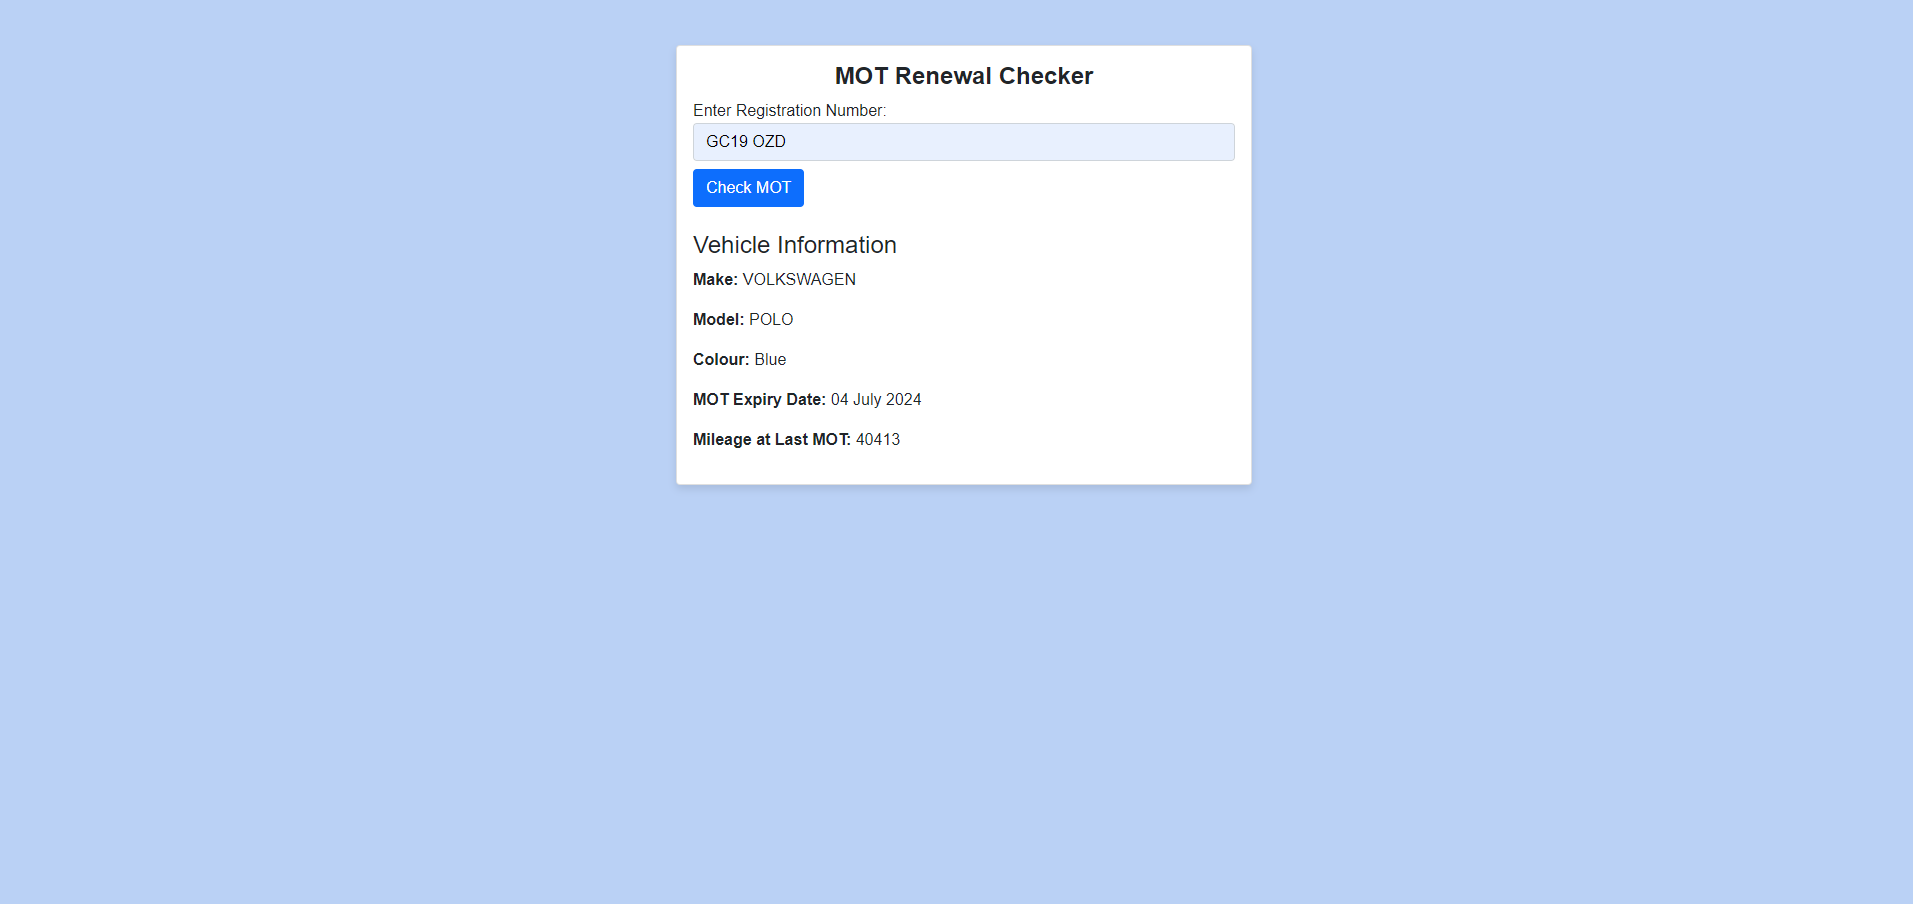 MOT Renewal Checker
Enter Registration Number:
GC19 OZD
Check MOT
Vehicle Information
Make: VOLKSWAGEN
Model: POLO
Colour: Blue
MOT Expiry Date: 04 July 2024
Mileage at Last MOT: 40413